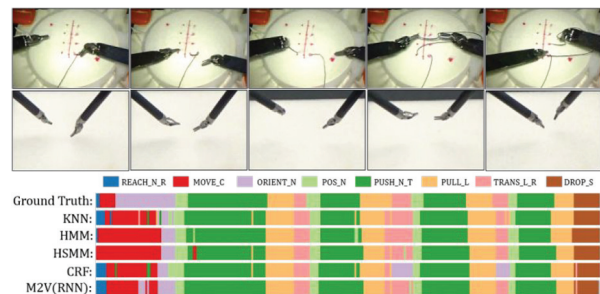 REACH_N_R MOVE_C ORIENT_N POS_N PUSH_N_T PULL_L TRANS_L_R DROP_S
Ground Truth:
KNN:
HMM:
HSMM:
CRF:
M2V(RNN):